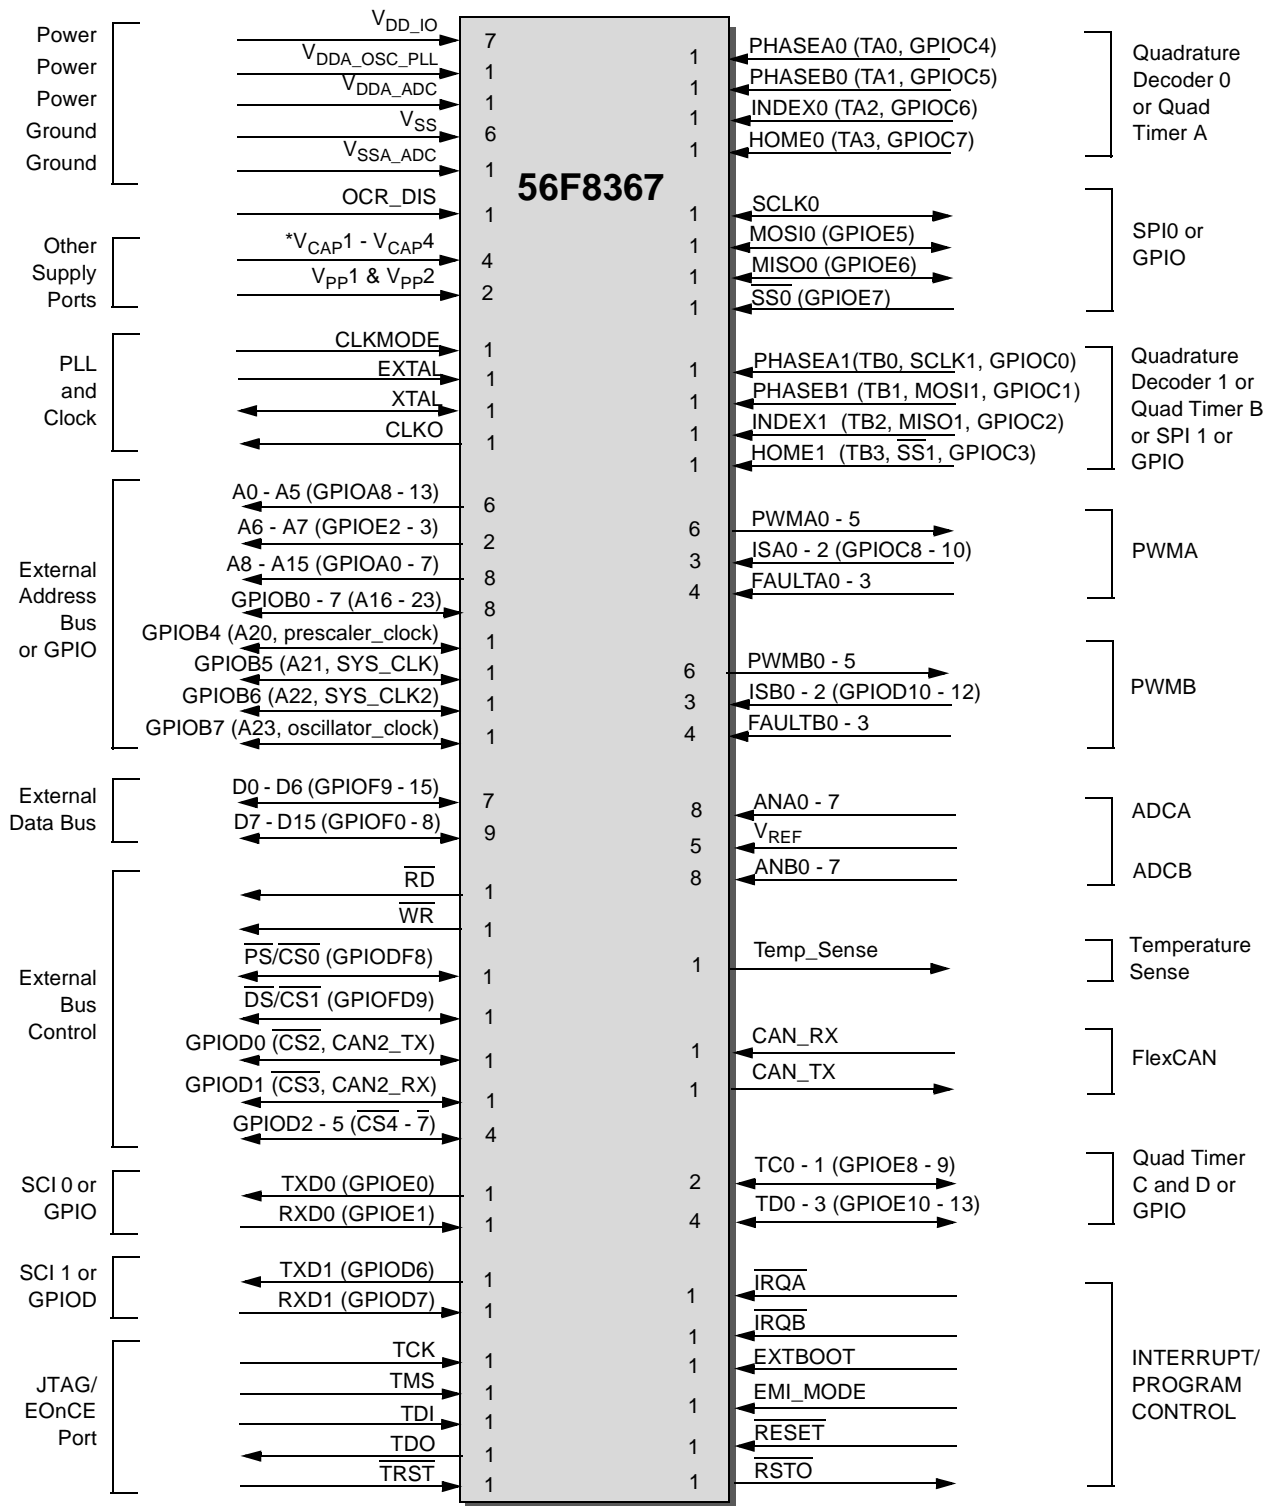 Power
Power
Power
Ground
Ground
V_DD_IO
7
V_DDA_OSC_PLL
1
V_DDA_ADC
1
V_SS
6
V_SSA_ADC
1
OCR_DIS
1
Other
Supply
Ports
*V_CAP1 - V_CAP4
4
V_PP1 & V_PP2
2
PLL
and
Clock
CLKMODE
1
EXTAL
1
XTAL
1
CLKO
1
External
Address
Bus
or GPIO
A0 - A5 (GPIOA8 - 13)
6
A6 - A7 (GPIOE2 - 3)
2
A8 - A15 (GPIOA0 - 7)
8
GPIOB0 - 7 (A16 - 23)
8
GPIOB4 (A20, prescaler_clock)
1
GPIOB5 (A21, SYS_CLK)
1
GPIOB6 (A22, SYS_CLK2)
1
GPIOB7 (A23, oscillator_clock)
1
External
Data Bus
D0 - D6 (GPIOF9 - 15)
7
D7 - D15 (GPIOF0 - 8)
9
External
Bus
Control
RD
1
WR
1
PS/CS0 (GPIODF8)
1
DS/CS1 (GPIOFD9)
1
GPIOD0 (CS2, CAN2_TX)
1
GPIOD1 (CS3, CAN2_RX)
1
GPIOD2 - 5 (CS4 - 7)
4
SCI 0 or
GPIO
TXD0 (GPIOE0)
1
RXD0 (GPIOE1)
1
SCI 1 or
GPIOD
TXD1 (GPIOD6)
1
RXD1 (GPIOD7)
1
JTAG/
EOnCE
Port
TCK
1
TMS
1
TDI
1
TDO
1
TRST
1
56F8367
1
PHASEA0 (TA0, GPIOC4)
1
PHASEB0 (TA1, GPIOC5)
1
INDEX0 (TA2, GPIOC6)
1
HOME0 (TA3, GPIOC7)
Quadrature
Decoder 0
or Quad
Timer A
1
SCLK0
1
MOSI0 (GPIOE5)
1
MISO0 (GPIOE6)
1
SS0 (GPIOE7)
SPI0 or
GPIO
1
PHASEA1(TB0, SCLK1, GPIOC0)
1
PHASEB1 (TB1, MOSI1, GPIOC1)
1
INDEX1 (TB2, MISO1, GPIOC2)
1
HOME1 (TB3, SS1, GPIOC3)
Quadrature
Decoder 1 or
Quad Timer B
or SPI 1 or
GPIO
6
PWMA0 - 5
3
ISA0 - 2 (GPIOC8 - 10)
4
FAULTA0 - 3
PWMA
6
PWMB0 - 5
3
ISB0 - 2 (GPIOD10 - 12)
4
FAULTB0 - 3
PWMB
8
ANA0 - 7
5
V_REF
8
ANB0 - 7
ADCA
ADCB
1
Temp_Sense
Temperature
Sense
1
CAN_RX
1
CAN_TX
FlexCAN
2
TC0 - 1 (GPIOE8 - 9)
4
TD0 - 3 (GPIOE10 - 13)
Quad Timer
C and D or
GPIO
1
IRQA
1
IRQB
1
EXTBOOT
1
EMI_MODE
1
RESET
1
RSTO
INTERRUPT/
PROGRAM
CONTROL